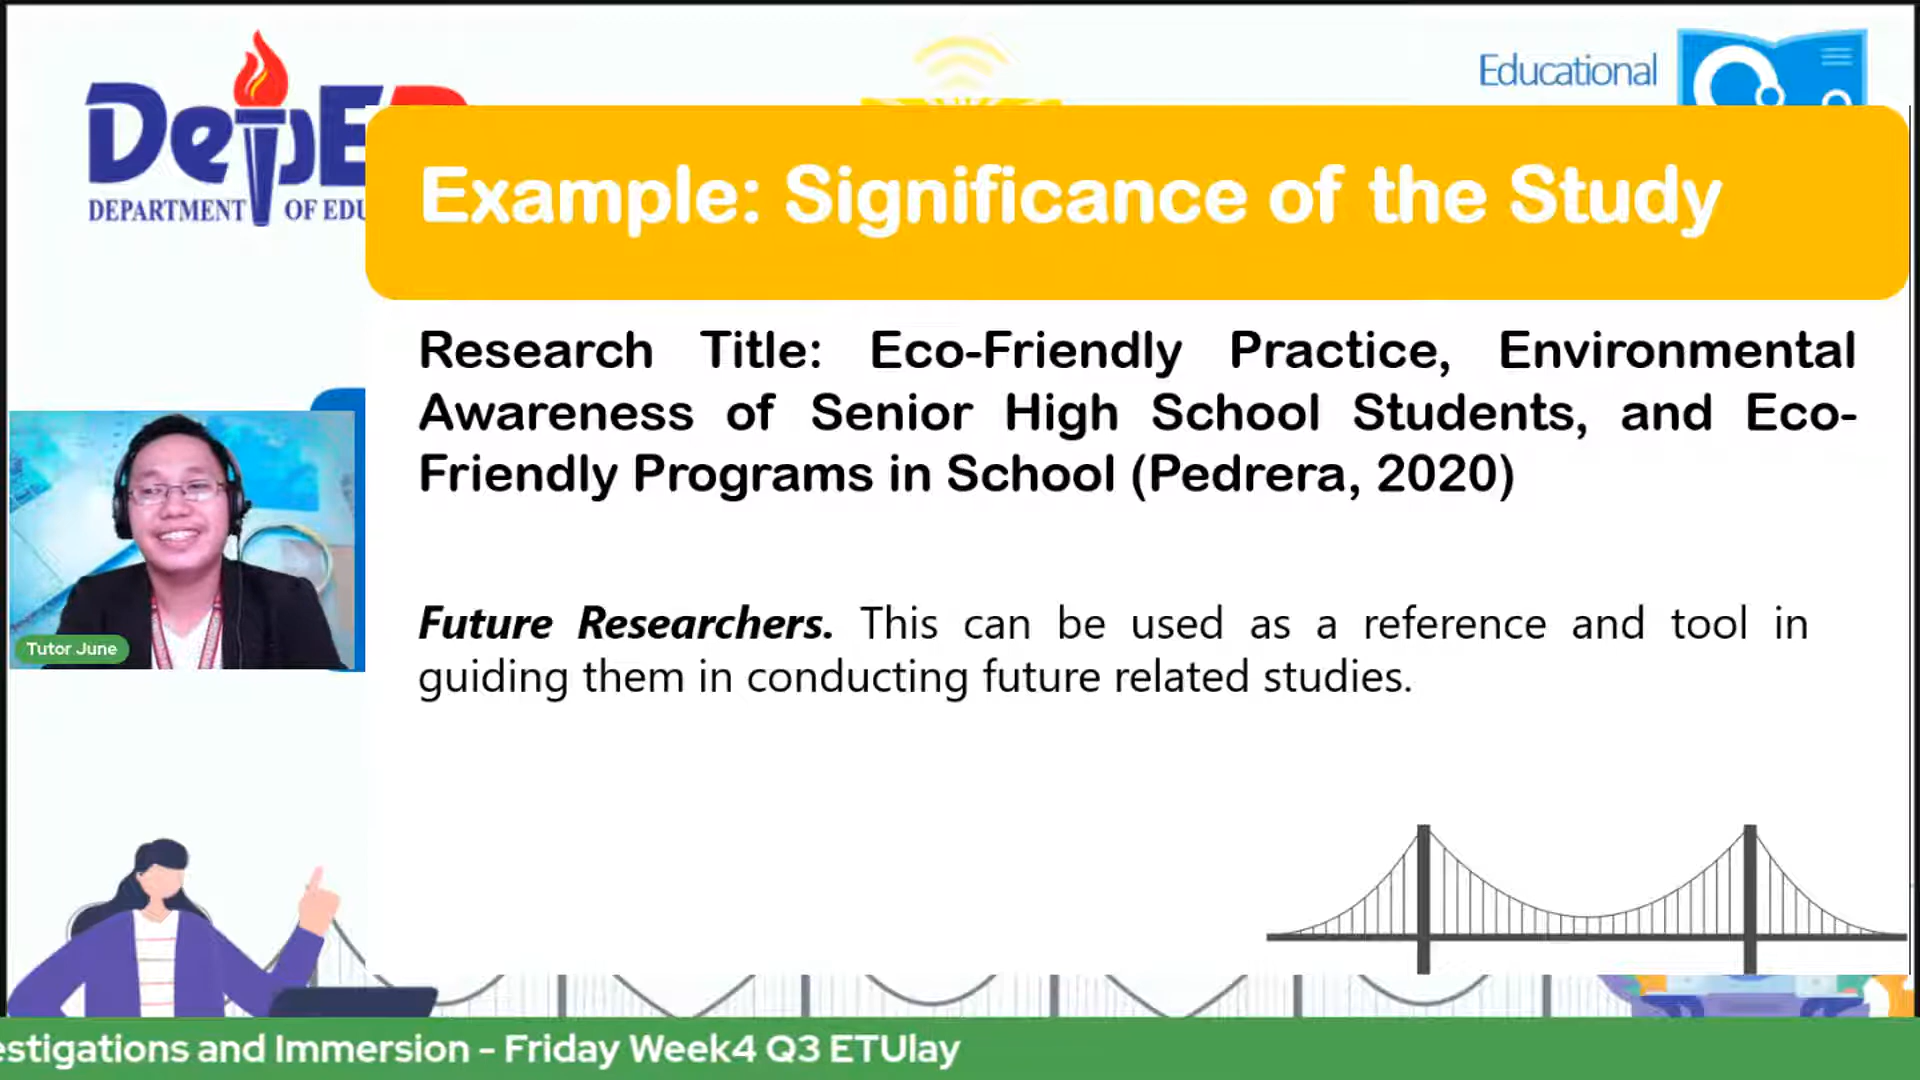 DepE
DEPARTMENT OF EDU
Educational
Example: Significance of the Study
Research Title: Eco-Friendly Practice, Environmental
Awareness of Senior High School Students, and Eco-
Friendly Programs in School (Pedrera, 2020)
Future Researchers. This can be used as a reference and tool in
guiding them in conducting future related studies.
Tutor June
estigations and Immersion - Friday Week4 Q3 ETUlay